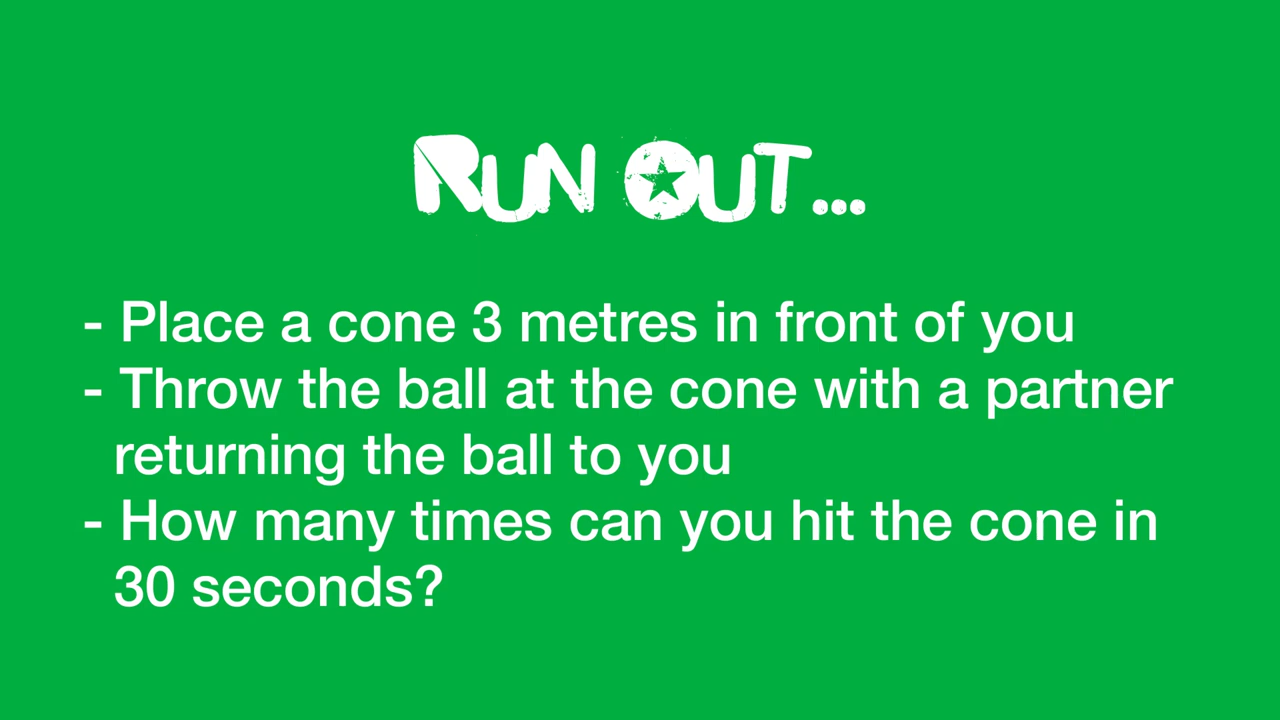 RUN OUT...
- Place a cone 3 metres in front of you
- Throw the ball at the cone with a partner
returning the ball to you
- How many times can you hit the cone in
30 seconds?